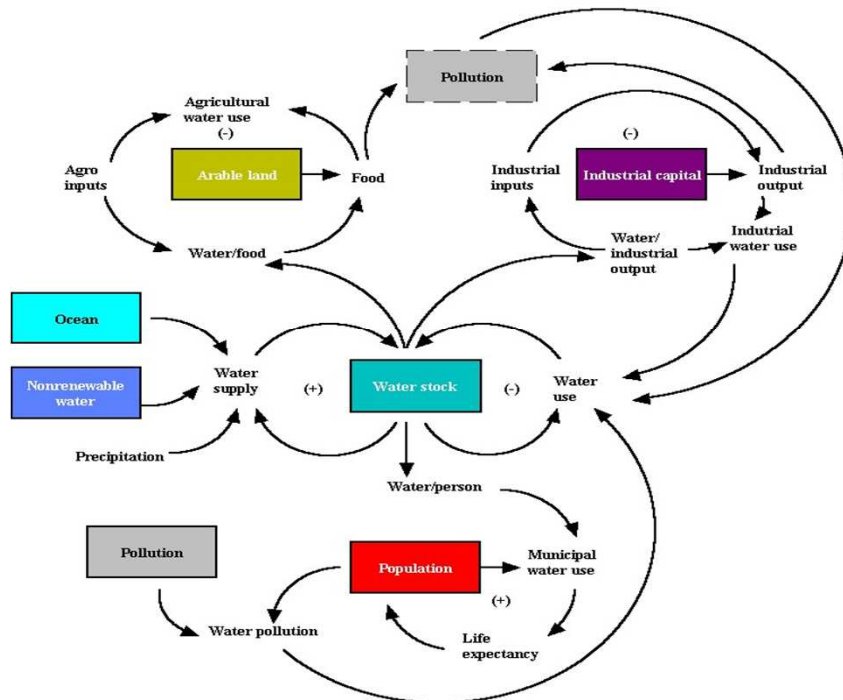 Pollution
Agricultural
water use
(-)
(-)
Agro
inputs
Arable land
Food
Industrial
inputs
Industrial capital
Industrial
output
Indutrial
water use
Water/food
Water/
industrial
output
Ocean
Nonrenewable
water
Water
supply
(+)
Water stock
(-)
Water
use
Precipitation
Water/person
Pollution
Population
Municipal
water use
(+)
Water pollution
Life
expectancy